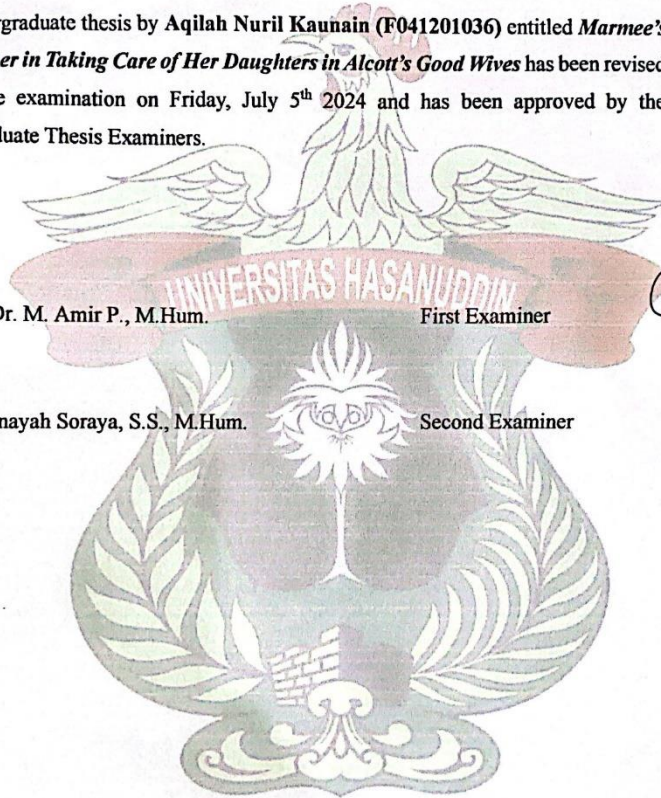 rgraduate thesis by Aqilah Nuril Kaunain (F041201036) entitled Marmee's
er in Taking Care of Her Daughters in Alcott's Good Wives has been revised
e examination on Friday, July 5th 2024 and has been approved by the
uate Thesis Examiners.
UNIVERSITAS HASANUDDIN
Dr. M. Amir P., M.Hum. First Examiner
nayah Soraya, S.S., M.Hum. Second Examiner